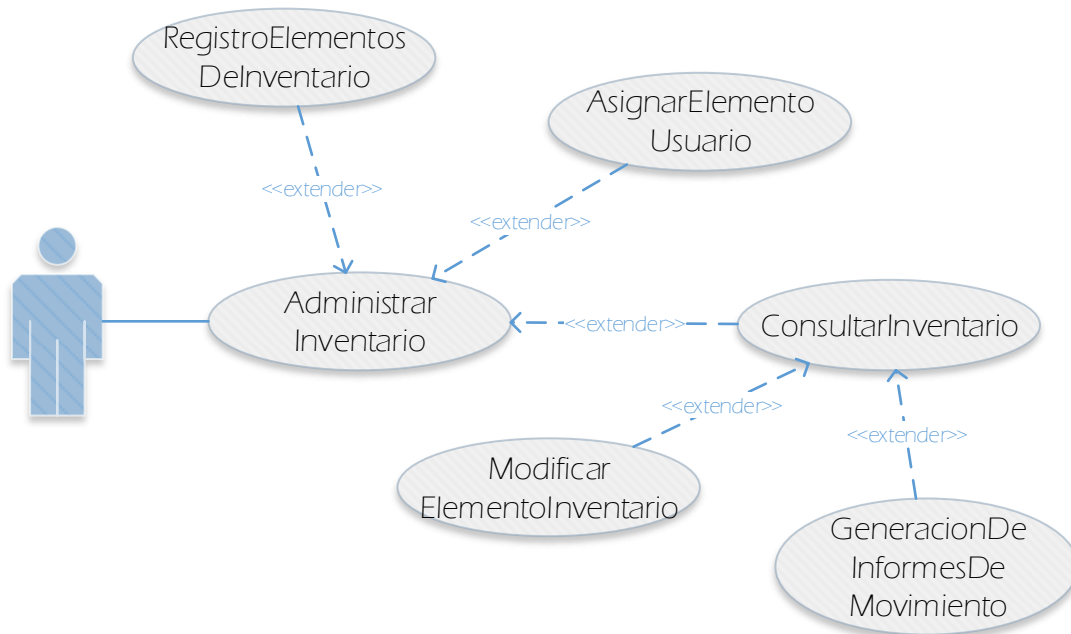 RegistroElementos
DeInventario
AsignarElemento
Usuario
<<extender>>
<<extender>>
Administrar
Inventario
<<extender>>
ConsultarInventario
<<extender>>
<<extender>>
Modificar
ElementoInventario
GeneracionDe
InformesDe
Movimiento